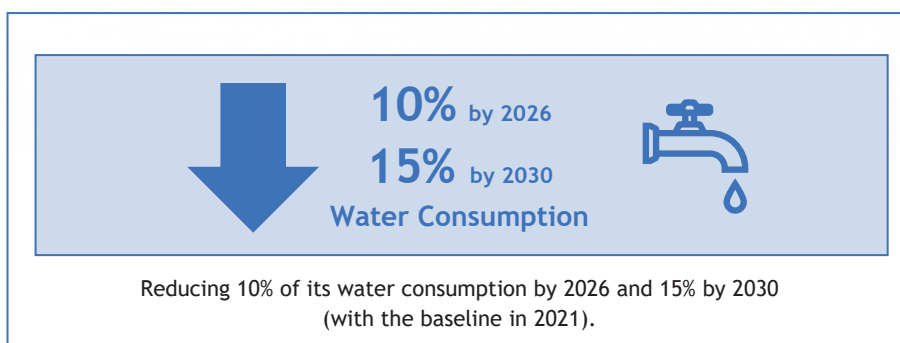 10% by 2026
15% by 2030
Water Consumption
Reducing 10% of its water consumption by 2026 and 15% by 2030
(with the baseline in 2021).